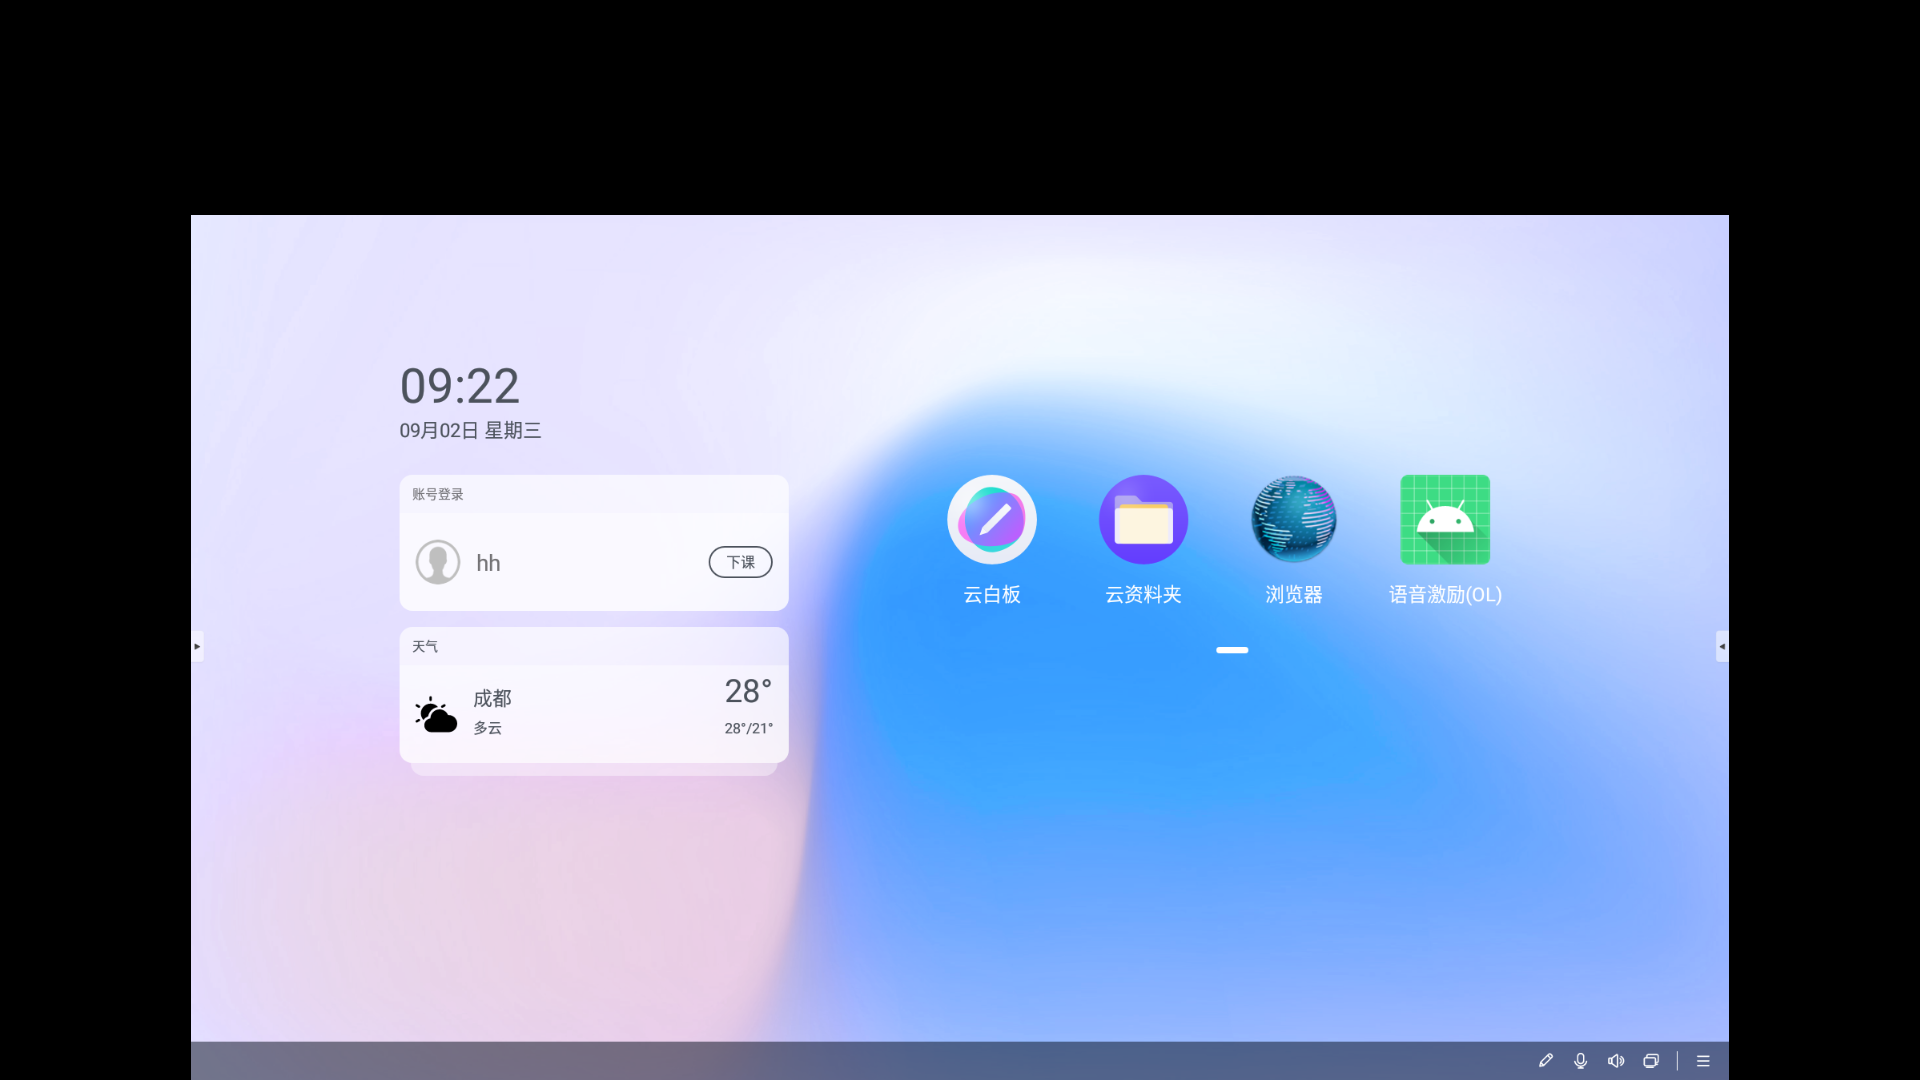 09:22
09月02日 星期三
账号登录
hh
下课
天气
成都
28°
多云
28°/21°
云白板
云资料夹
浏览器
语音激励(OL)